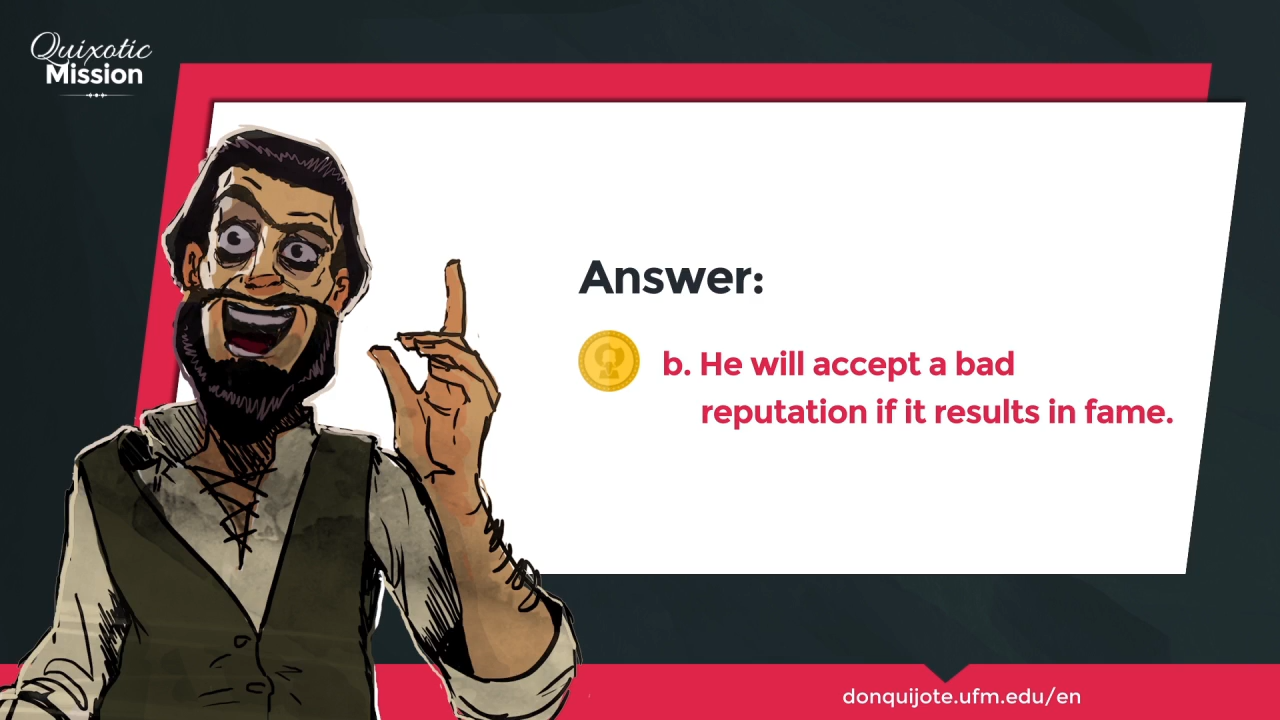 Quixotic
Mission
Answer:
b. He will accept a bad
reputation if it results in fame.
donquijote.ufm.edu/en